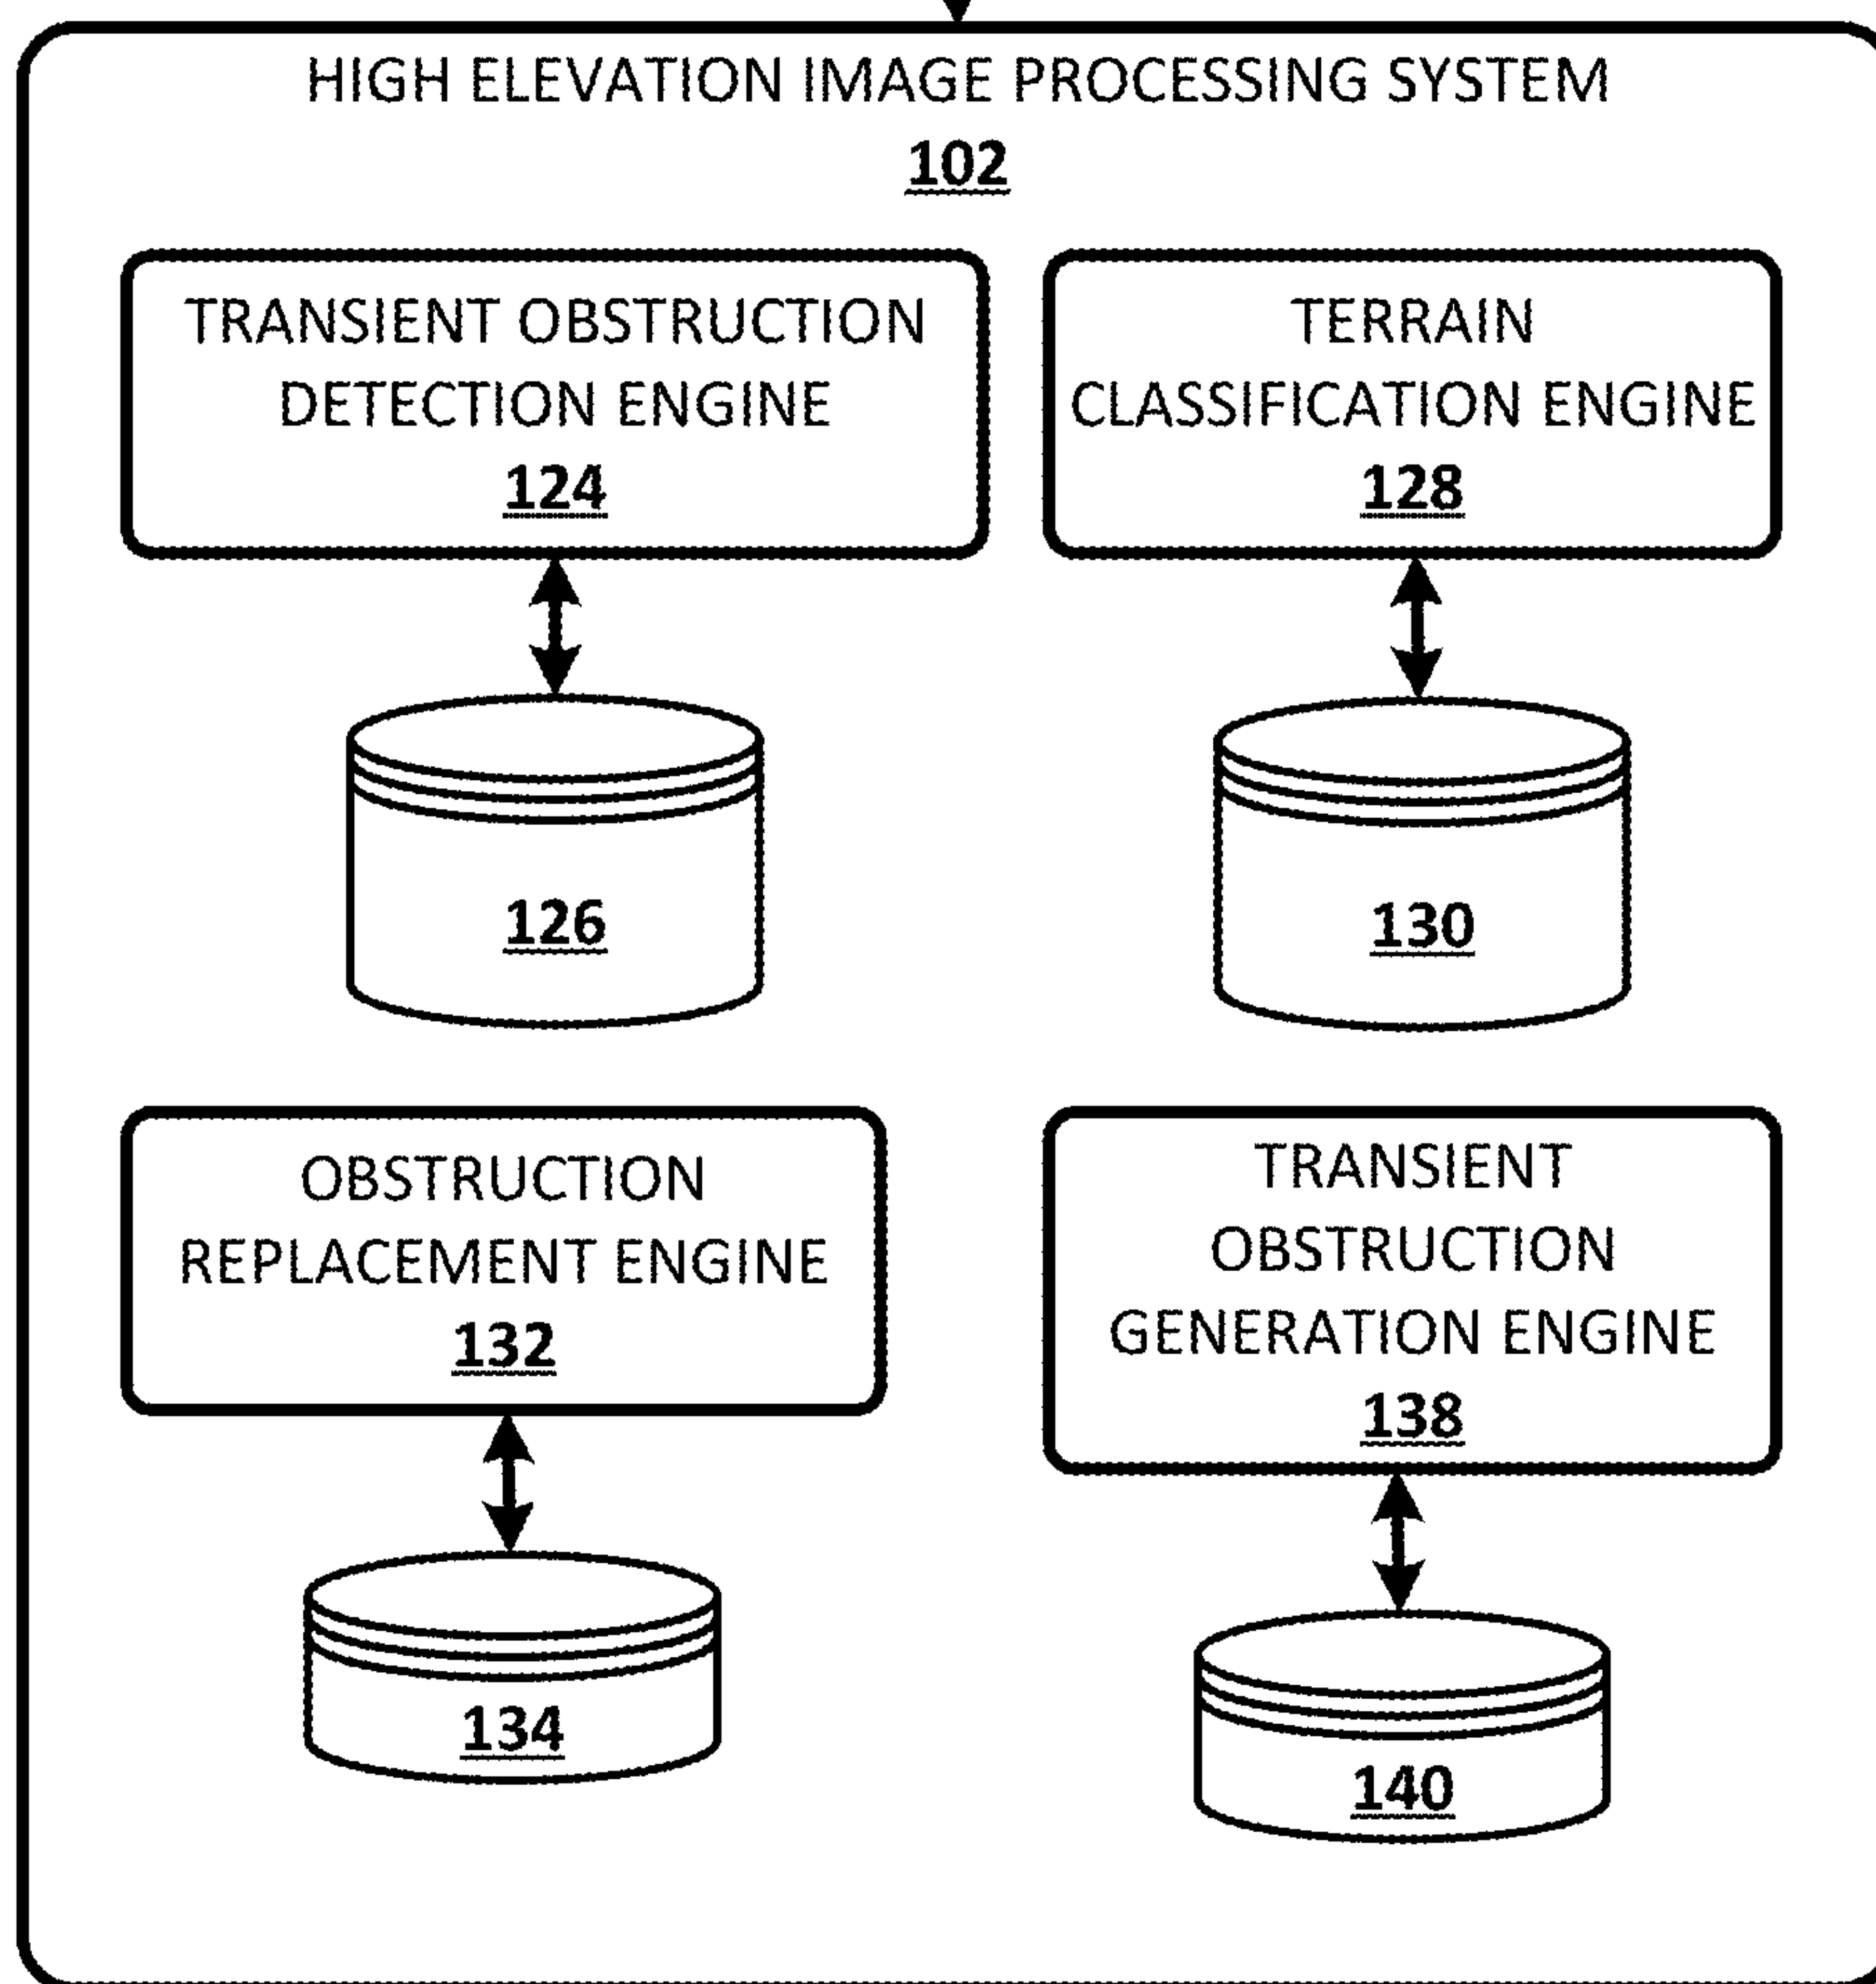 HIGH ELEVATION IMAGE PROCESSING SYSTEM
102
TRANSIENT OBSTRUCTION
DETECTION ENGINE
124
TERRAIN
CLASSIFICATION ENGINE
128
126
130
OBSTRUCTION
REPLACEMENT ENGINE
132
TRANSIENT
OBSTRUCTION
GENERATION ENGINE
138
134
140